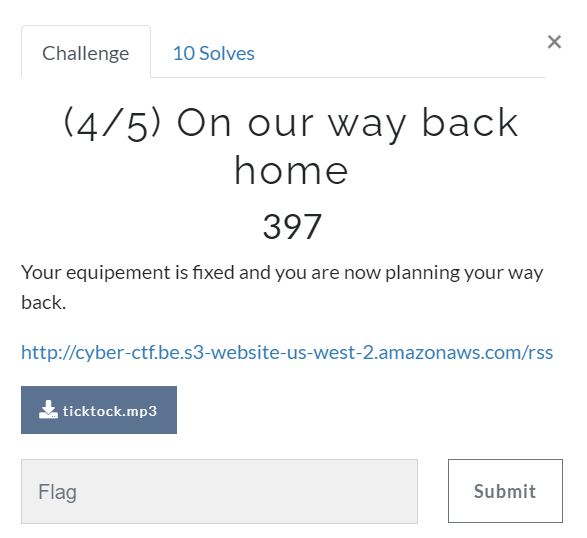 Challenge
10 Solves
×
(4/5) On our way back
home
397
Your equipement is fixed and you are now planning your way
back.
http://cyber-ctf.be.s3-website-us-west-2.amazonaws.com/rss
ticktock.mp3
Flag
Submit